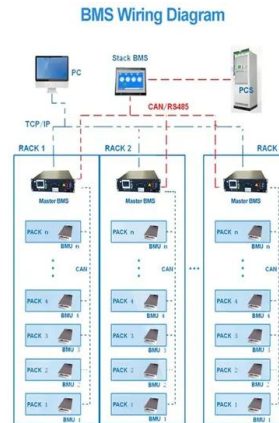 BMS Wiring Diagram
PC
Stack BMS
PCS
CAN/RS485
TCP/IP
RACK 1
RACK 2
RACK
Master BMS
Master BMS
Master BMS
PACK n
PACK n
PACK n
BMU n
BMU n
BMU n
CAN
CAN
CAN
PACK 4
PACK 4
PACK 4
BMU 4
BMU 4
BMU 4
PACK 3
PACK 3
PACK 3
BMU 3
BMU 3
BMU 3
PACK 2
PACK 2
PACK 2
BMU 2
BMU 2
BMU 2
PACK 1
PACK 1
PACK 1
BMU 1
BMU 1
BMU 1